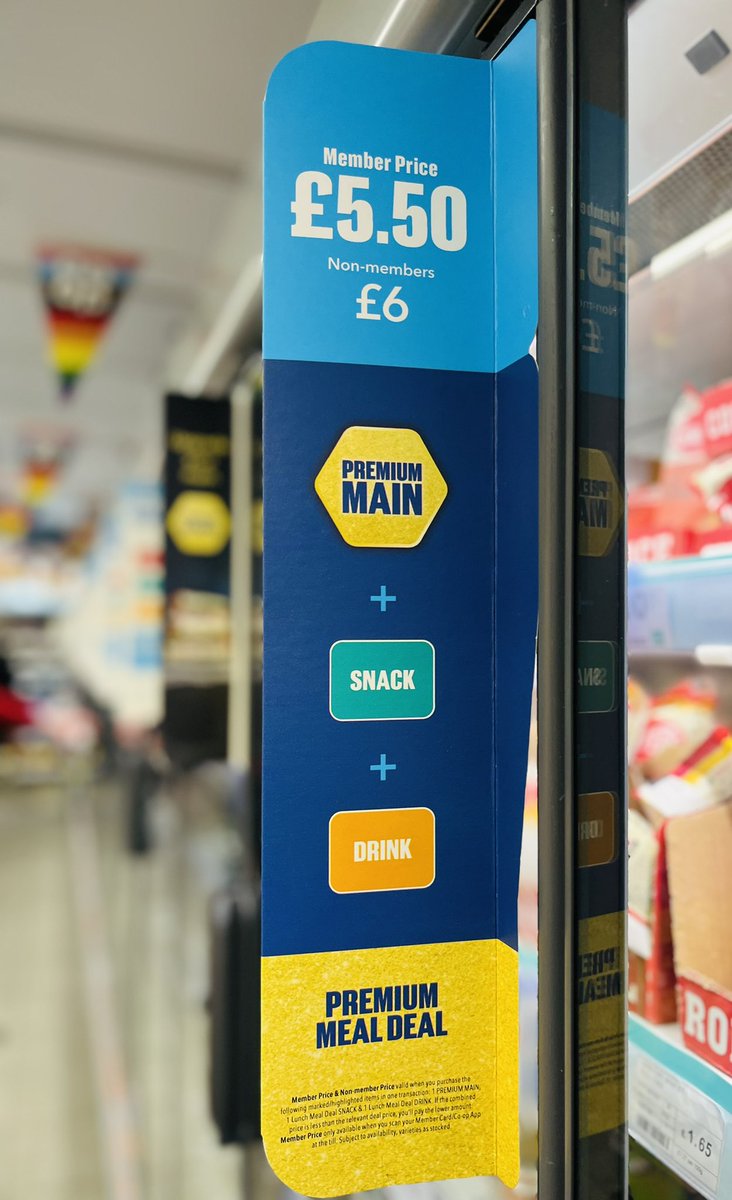 Member Price
£5.50
Non-members
£6
PREMIUM
MAIN
+
SNACK
+
DRINK
PREMIUM
MEAL DEAL
Member Price & Non-member Price valid when you purchase the
following marked/highlighted items in one transaction: 1 PREMIUM MAIN,
1 Lunch Meal Deal SNACK & 1 Lunch Meal Deal DRINK. If the combined
price is less than the relevant deal price, you'll pay the lower amount.
Member Price only available when you scan your Member Card/Co-op App
at the till. Subject to availability, varieties as stocked.
£1.65